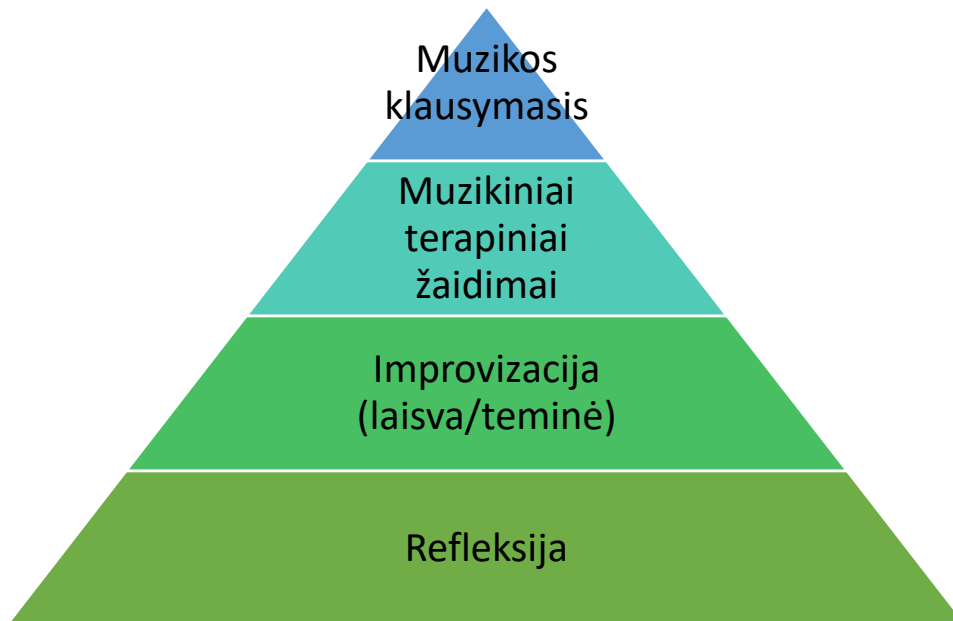 Muzikos
klausymasis
Muzikiniai
terapiniai
žaidimai
Improvizacija
(laisva/teminė)
Refleksija